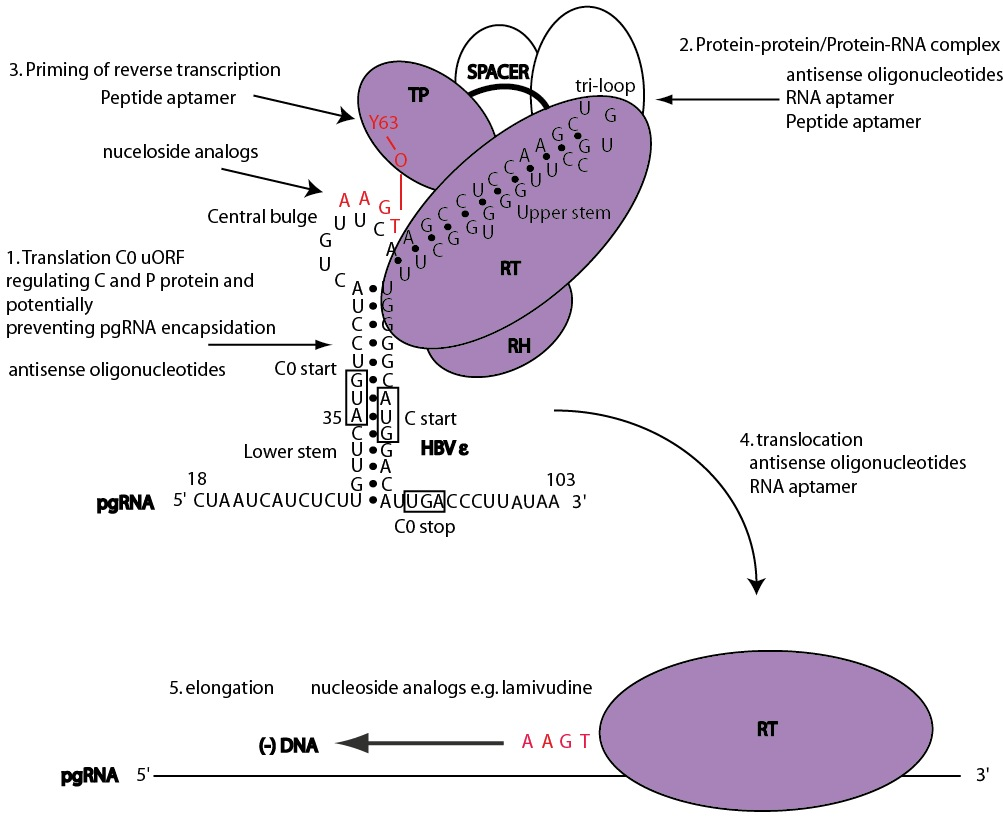 3. Priming of reverse transcription
Peptide aptamer
nuceloside analogs
TP
Y63
O
SPACER
tri-loop
2. Protein-protein/Protein-RNA complex
antisense oligonucleotides
RNA aptamer
Peptide aptamer
Central bulge
A A G T
C U G U U C
A A G C C U C C A A G C U
G U
G C C U U G G G U G G C U U
Upper stem
RT
RH
1. Translation C0 uORF
regulating C and P protein and
potentially
preventing pgRNA encapsidation
antisense oligonucleotides
C0 start
35
C start
Lower stem
HBV ε
A U
U G
C G
C G
U G
G C
U A
A U
C G
U G
U A
G C
18
103
pgRNA
5' CUAAUCAUCUCUU U AUUGACCCUUAUAA 3'
C0 stop
4. translocation
antisense oligonucleotides
RNA aptamer
5. elongation
nucleoside analogs e.g. lamivudine
(-) DNA
A A G T
RT
pgRNA 5'
3'